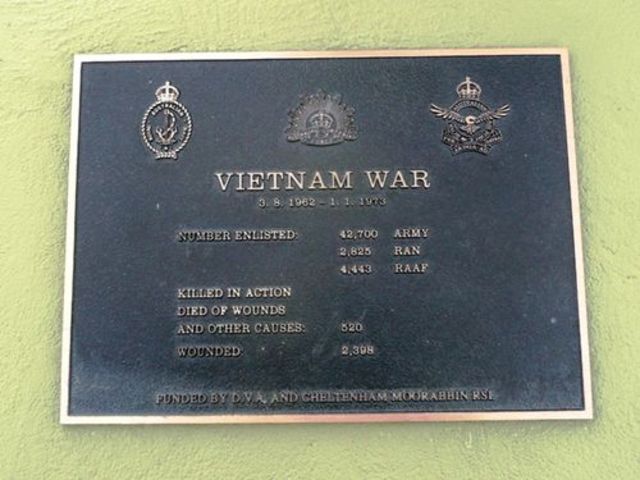 VIETNAM WAR
3. 8. 1962 - 1. 1. 1973
NUMBER ENLISTED: 42,700 ARMY
2,825 RAN
4,443 RAAF
KILLED IN ACTION
DIED OF WOUNDS
AND OTHER CAUSES: 520
WOUNDED: 2,398
FUNDED BY D.V.A. AND CHELTENHAM MOORABBIN RSL